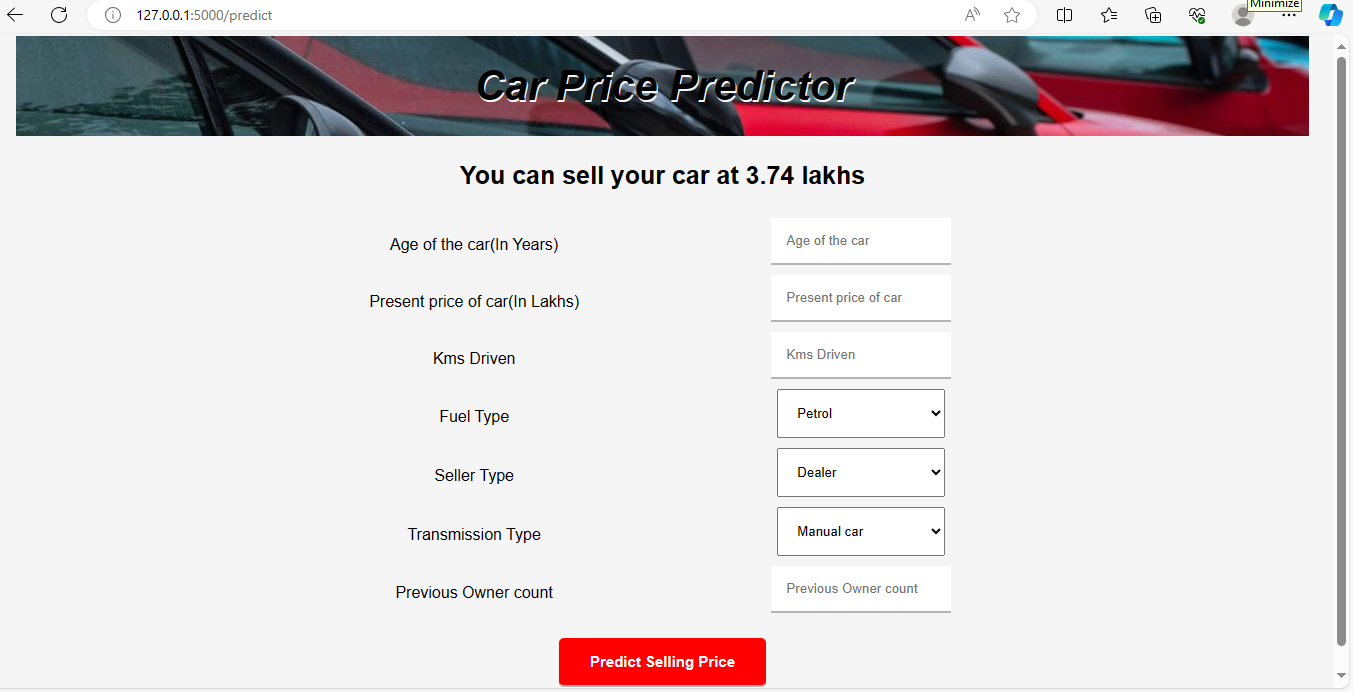 Minimize
127.0.0.1:5000/predict
Car Price Predictor
You can sell your car at 3.74 lakhs
Age of the car(In Years) Age of the car
Present price of car(In Lakhs) Present price of car
Kms Driven Kms Driven
Fuel Type Petrol
Seller Type Dealer
Transmission Type Manual car
Previous Owner count Previous Owner count
Predict Selling Price